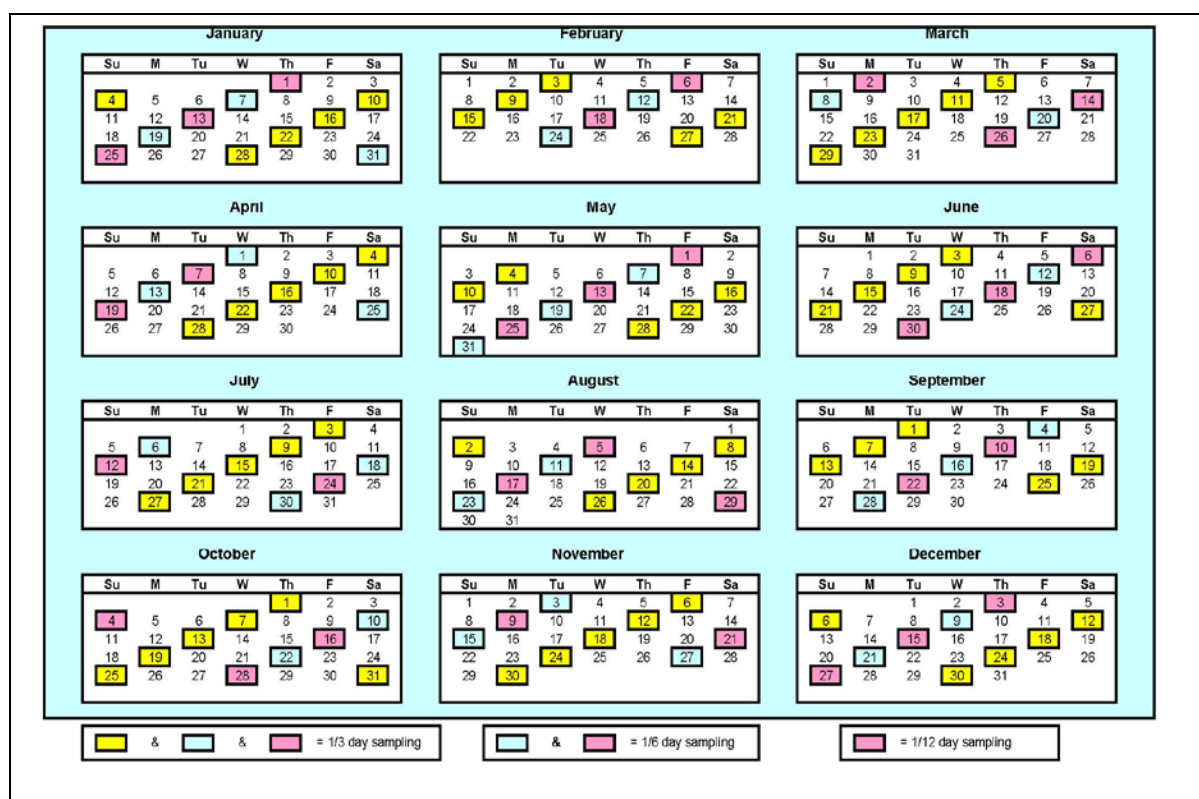 January
Su M Tu W Th F Sa
1 2 3
4 5 6 7 8 9 10
11 12 13 14 15 16 17
18 19 20 21 22 23 24
25 26 27 28 29 30 31
February
Su M Tu W Th F Sa
1 2 3 4 5 6 7
8 9 10 11 12 13 14
15 16 17 18 19 20 21
22 23 24 25 26 27 28
March
Su M Tu W Th F Sa
1 2 3 4 5 6 7
8 9 10 11 12 13 14
15 16 17 18 19 20 21
22 23 24 25 26 27 28
29 30 31
April
Su M Tu W Th F Sa
1 2 3 4
5 6 7 8 9 10 11
12 13 14 15 16 17 18
19 20 21 22 23 24 25
26 27 28 29 30
May
Su M Tu W Th F Sa
1 2
3 4 5 6 7 8 9
10 11 12 13 14 15 16
17 18 19 20 21 22 23
24 25 26 27 28 29 30
31
June
Su M Tu W Th F Sa
1 2 3 4 5 6
7 8 9 10 11 12 13
14 15 16 17 18 19 20
21 22 23 24 25 26 27
28 29 30
July
Su M Tu W Th F Sa
1 2 3 4
5 6 7 8 9 10 11
12 13 14 15 16 17 18
19 20 21 22 23 24 25
26 27 28 29 30 31
August
Su M Tu W Th F Sa
1
2 3 4 5 6 7 8
9 10 11 12 13 14 15
16 17 18 19 20 21 22
23 24 25 26 27 28 29
30 31
September
Su M Tu W Th F Sa
1 2 3 4 5
6 7 8 9 10 11 12
13 14 15 16 17 18 19
20 21 22 23 24 25 26
27 28 29 30
October
Su M Tu W Th F Sa
1 2 3
4 5 6 7 8 9 10
11 12 13 14 15 16 17
18 19 20 21 22 23 24
25 26 27 28 29 30 31
November
Su M Tu W Th F Sa
1 2 3 4 5 6 7
8 9 10 11 12 13 14
15 16 17 18 19 20 21
22 23 24 25 26 27 28
29 30
December
Su M Tu W Th F Sa
1 2 3 4 5
6 7 8 9 10 11 12
13 14 15 16 17 18 19
20 21 22 23 24 25 26
27 28 29 30 31
& & = 1/3 day sampling
& = 1/6 day sampling
= 1/12 day sampling